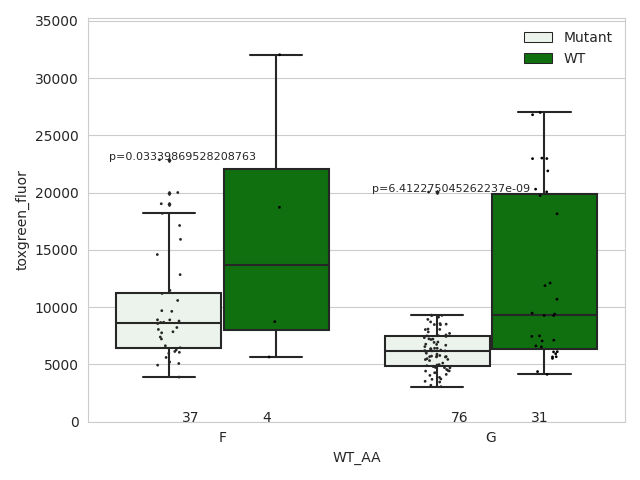 35000
30000
25000
20000
15000
10000
5000
0
toxgreen_fluor
Mutant
WT
p=0.03339869528208763
p=6.412275045262237e-09
37 4 76 31
F G
WT_AA